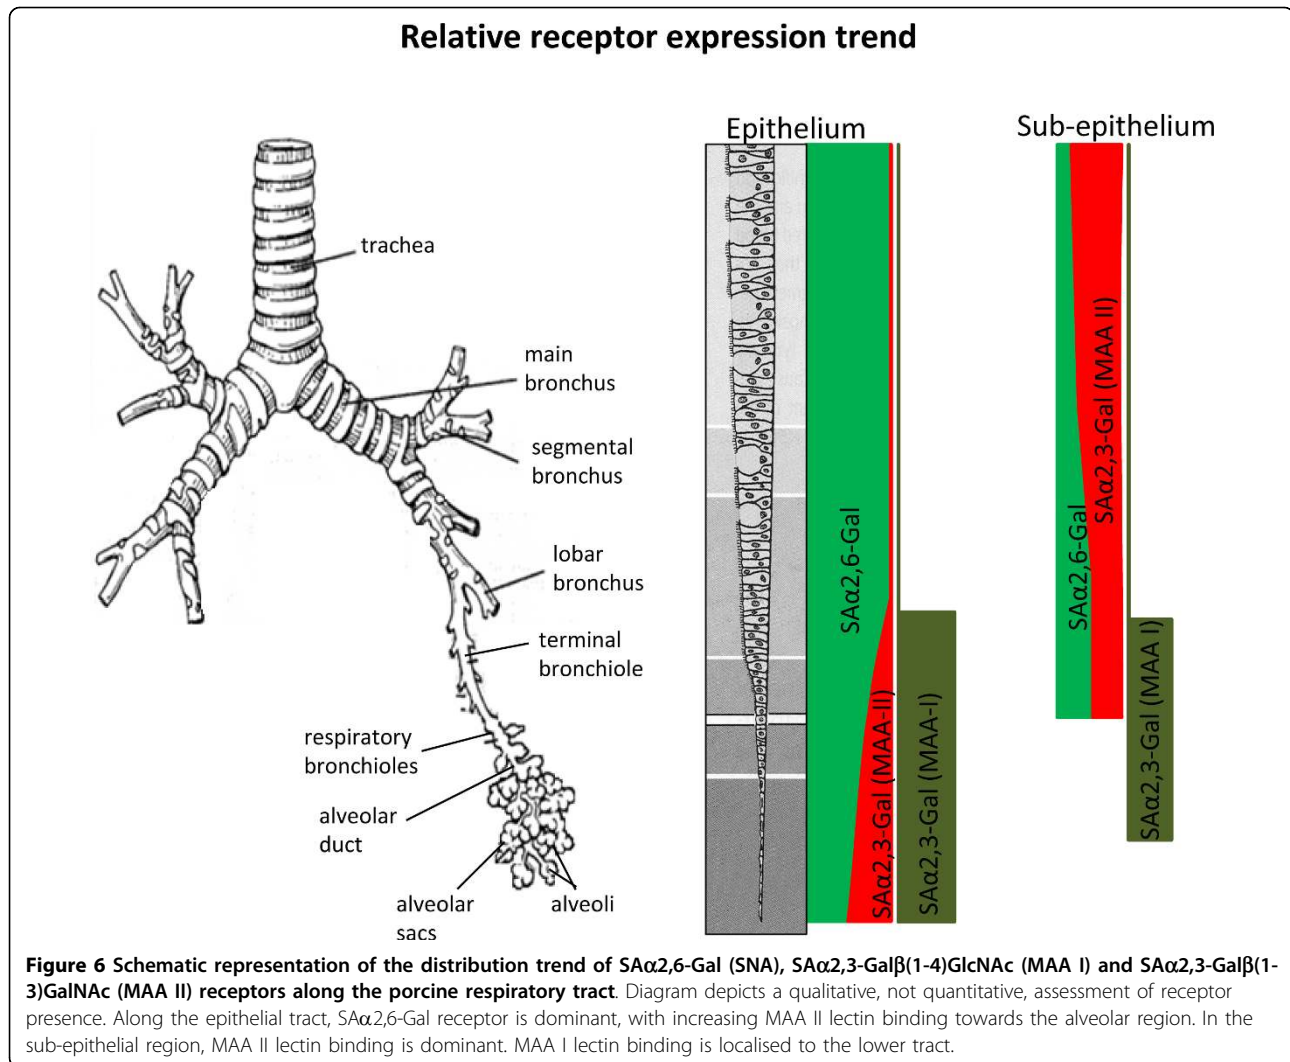 Relative receptor expression trend
Epithelium
Sub-epithelium
trachea
main
bronchus
segmental
bronchus
lobar
bronchus
terminal
bronchiole
respiratory
bronchioles
alveolar
duct
alveolar
sacs
alveoli
SAα2,6-Gal
SAα2,3-Gal (MAA-II)
SAα2,3-Gal (MAA-I)
SAα2,6-Gal
SAα2,3-Gal (MAA II)
SAα2,3-Gal (MAA I)
Figure 6 Schematic representation of the distribution trend of SAα2,6-Gal (SNA), SAα2,3-Galβ(1-4)GlcNAc (MAA I) and SAα2,3-Galβ(1-
3)GalNAc (MAA II) receptors along the porcine respiratory tract. Diagram depicts a qualitative, not quantitative, assessment of receptor
presence. Along the epithelial tract, SAα2,6-Gal receptor is dominant, with increasing MAA II lectin binding towards the alveolar region. In the
sub-epithelial region, MAA II lectin binding is dominant. MAA I lectin binding is localised to the lower tract.